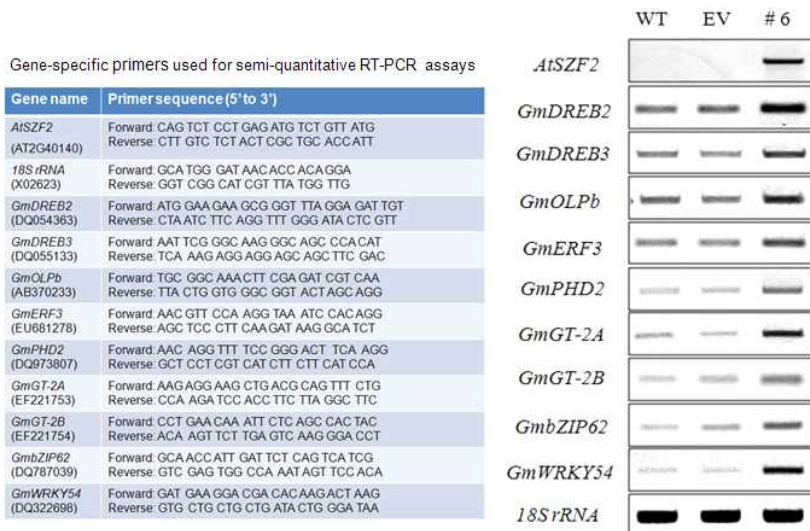 Gene-specific primers used for semi-quantitative RT-PCR assays
Gene name Primer sequence (5' to 3')
AtSZF2 (AT2G40140)
Forward: CAG TCT CCT GAG ATG TCT GTT ATG
Reverse: CTT GTC TCT ACT CGC TGC ACC ATT
18S rRNA (X02623)
Forward: GCA TGG GAT AAC ACC ACA GGA
Reverse: GGT CGG CAT CGT TTA TGG TTG
GmDREB2 (DQ054363)
Forward: ATG GAA GAA GCG GGT TTA GGA GAT TGT
Reverse: CTA ATC TTC AGG TTT GGG ATA CTC GTT
GmDREB3 (DQ055133)
Forward: AAT TCG GGC AAG GGC AGC CCA CAT
Reverse: TCA AAG AGG AGG AGC AGC TTC GAC
GmOLPb (AB370233)
Forward: TGC GGC AAA CTT CGA GAT CGT CAA
Reverse: TTA CTG GTG GGC GGT ACT AGC AGG
GmERF3 (EU681278)
Forward: AAC GTT CCA AGG TAA ATC CAC AGG
Reverse: AGC TCC CTT CAA GAT AAG GCA TCT
GmPHD2 (DQ973807)
Forward: AAC AGG TTT TCC GGG ACT TCA AGG
Reverse: GCT CCT CGT CAT CTT CTT CAT CCA
GmGT-2A (EF221753)
Forward: AAG AGG AAG CTG ACG CAG TTT CTG
Reverse: CCA AGA TCC ACC TTC TTA GGC TTC
GmGT-2B (EF221754)
Forward: CCT GAA CAA ATT CTC AGC CAC TAC
Reverse: ACA AGT TCT TGA GTC AAG GGA CCT
GmbZIP62 (DQ787039)
Forward: GCA ACC ATT GAT TCT CAG TCA TCG
Reverse: GTC GAG TGG CCA AAT AGT TCC ACA
GmWRKY54 (DQ322698)
Forward: GAT GAA GGA CGA CAC AAG ACT AAG
Reverse: GTG CTG CTG CTG ATA CTG GGA TAA
WT EV # 6
AtSZF2
GmDREB2
GmDREB3
GmOLPb
GmERF3
GmPHD2
GmGT-2A
GmGT-2B
GmbZIP62
GmWRKY54
18S rRNA